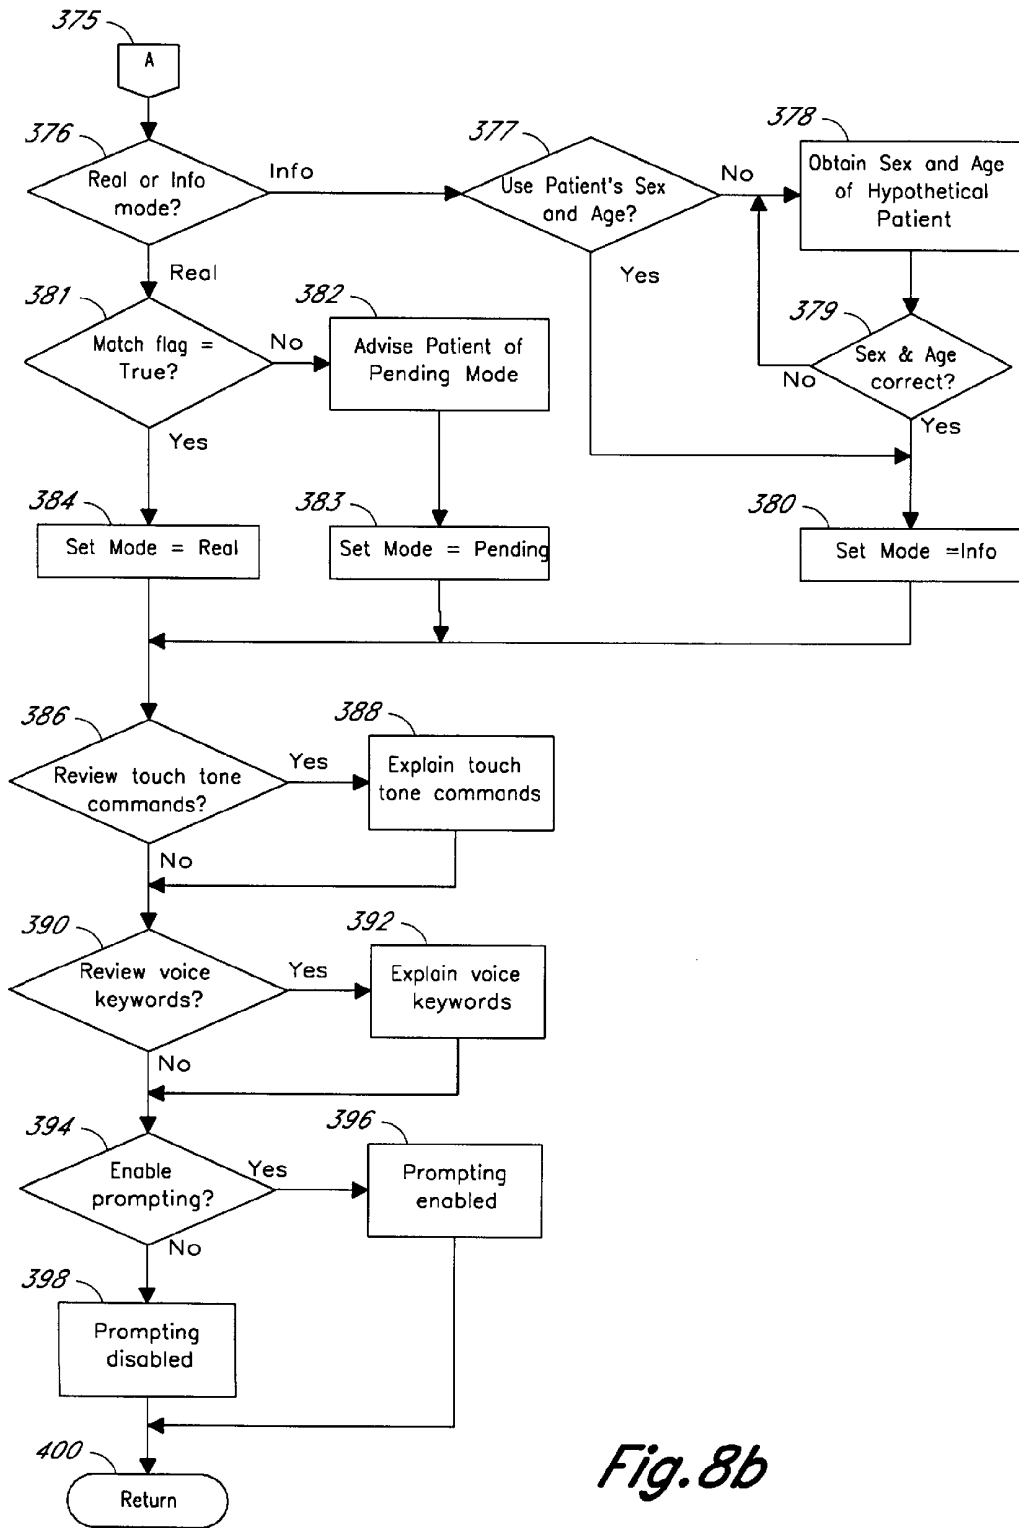 375
A
376
Real or Info
mode?
Info
377
Use Patient's Sex
and Age?
No
378
Obtain Sex and Age
of Hypothetical
Patient
Real
Yes
381
Match flag =
True?
No
382
Advise Patient of
Pending Mode
379
Sex & Age
correct?
No
Yes
Yes
384
Set Mode = Real
383
Set Mode = Pending
380
Set Mode =Info
386
Review touch tone
commands?
Yes
388
Explain touch
tone commands
No
390
Review voice
keywords?
Yes
392
Explain voice
keywords
No
394
Enable
prompting?
Yes
396
Prompting
enabled
No
398
Prompting
disabled
400
Return
Fig.8b